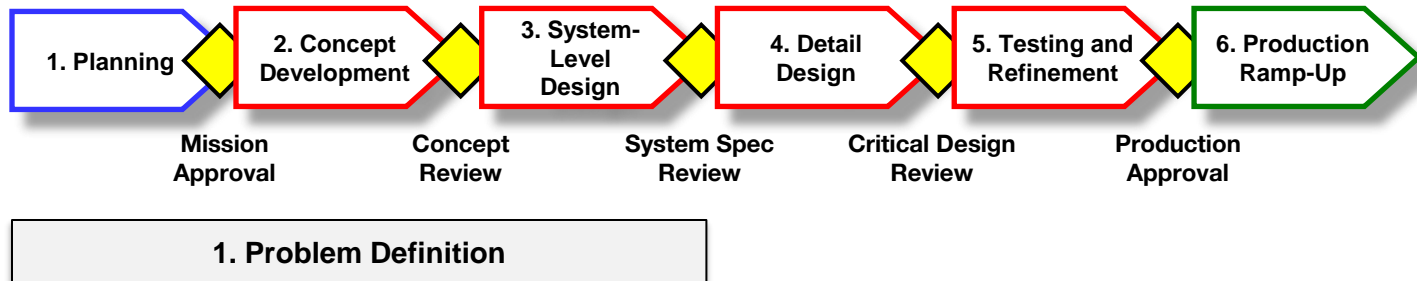 1. Planning
2. Concept
Development
3. System-
Level
Design
4. Detail
Design
5. Testing and
Refinement
6. Production
Ramp-Up
Mission
Approval
Concept
Review
System Spec
Review
Critical Design
Review
Production
Approval
1. Problem Definition